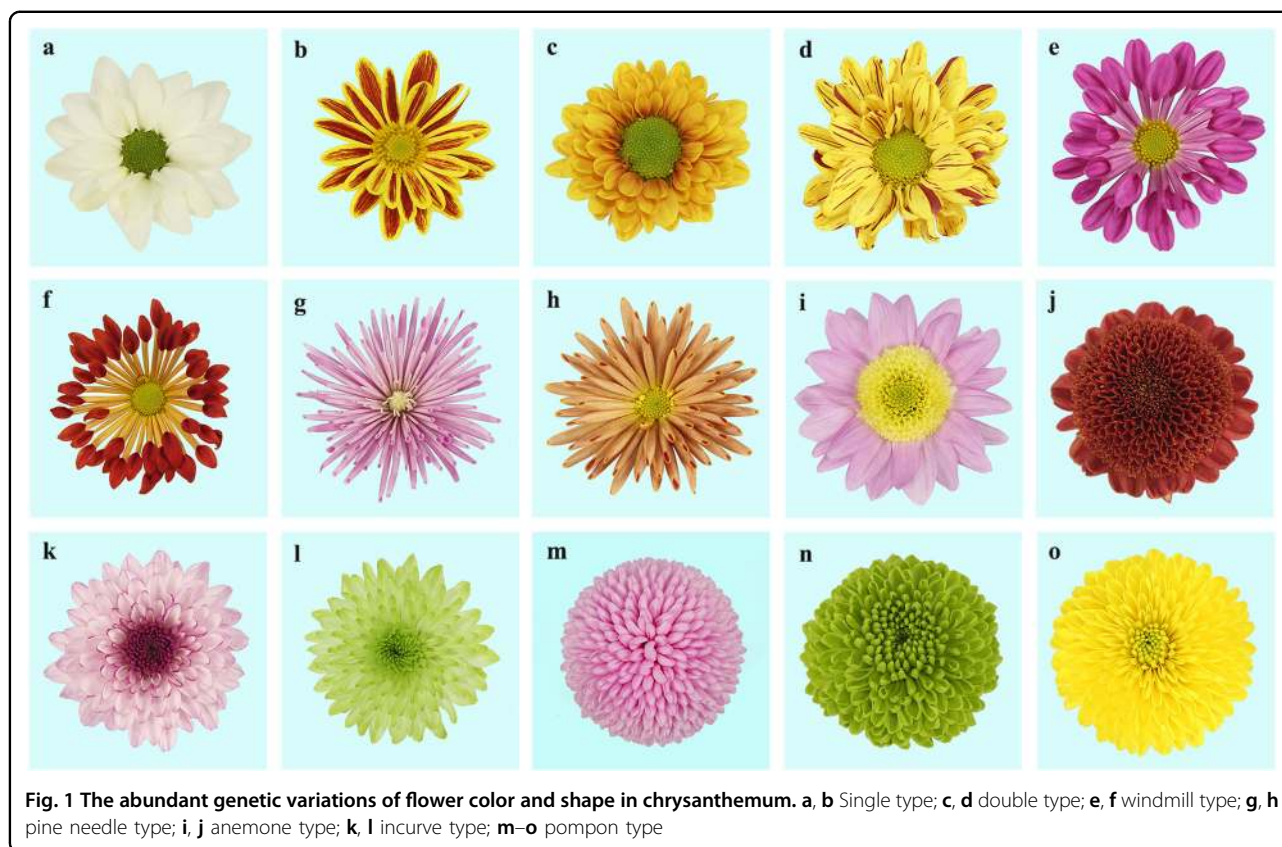 a b c d e
f g h i j
k l m n o
Fig. 1 The abundant genetic variations of flower color and shape in chrysanthemum. a, b Single type; c, d double type; e, f windmill type; g, h
pine needle type; i, j anemone type; k, l incurve type; m–o pompon type